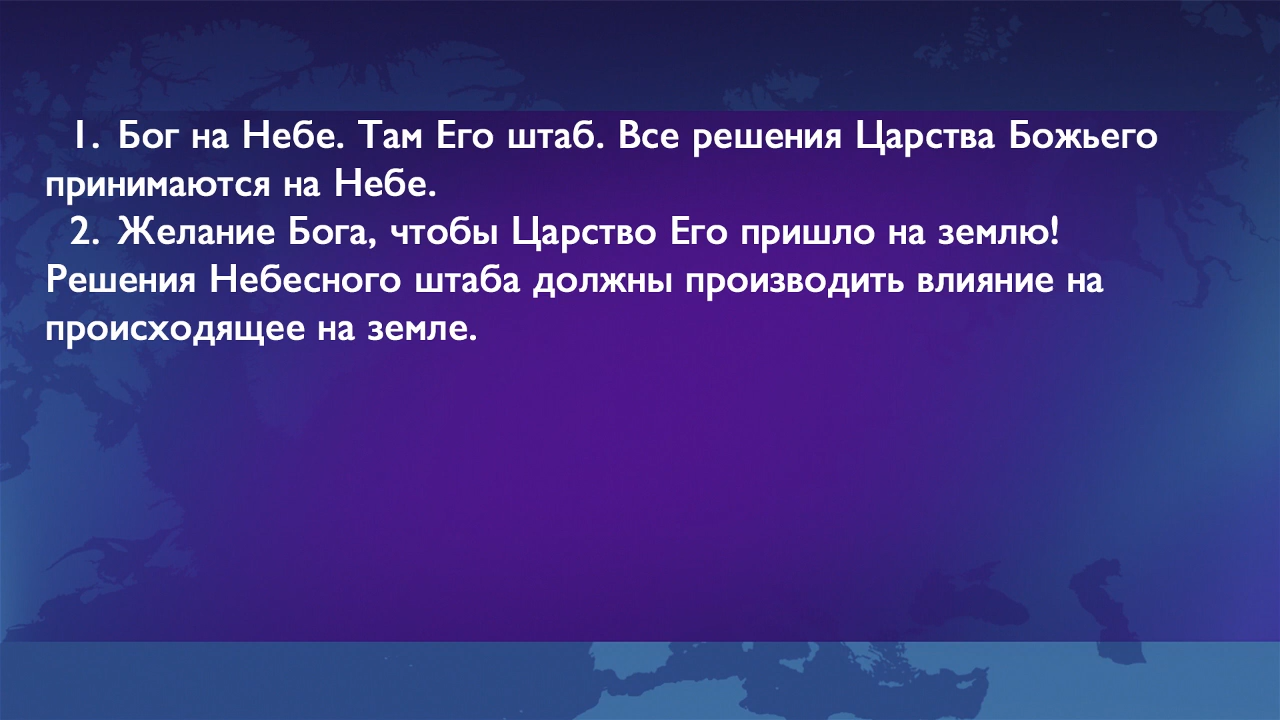 1. Бог на Небе. Там Его штаб. Все решения Царства Божьего
принимаются на Небе.
2. Желание Бога, чтобы Царство Его пришло на землю!
Решения Небесного штаба должны производить влияние на
происходящее на земле.